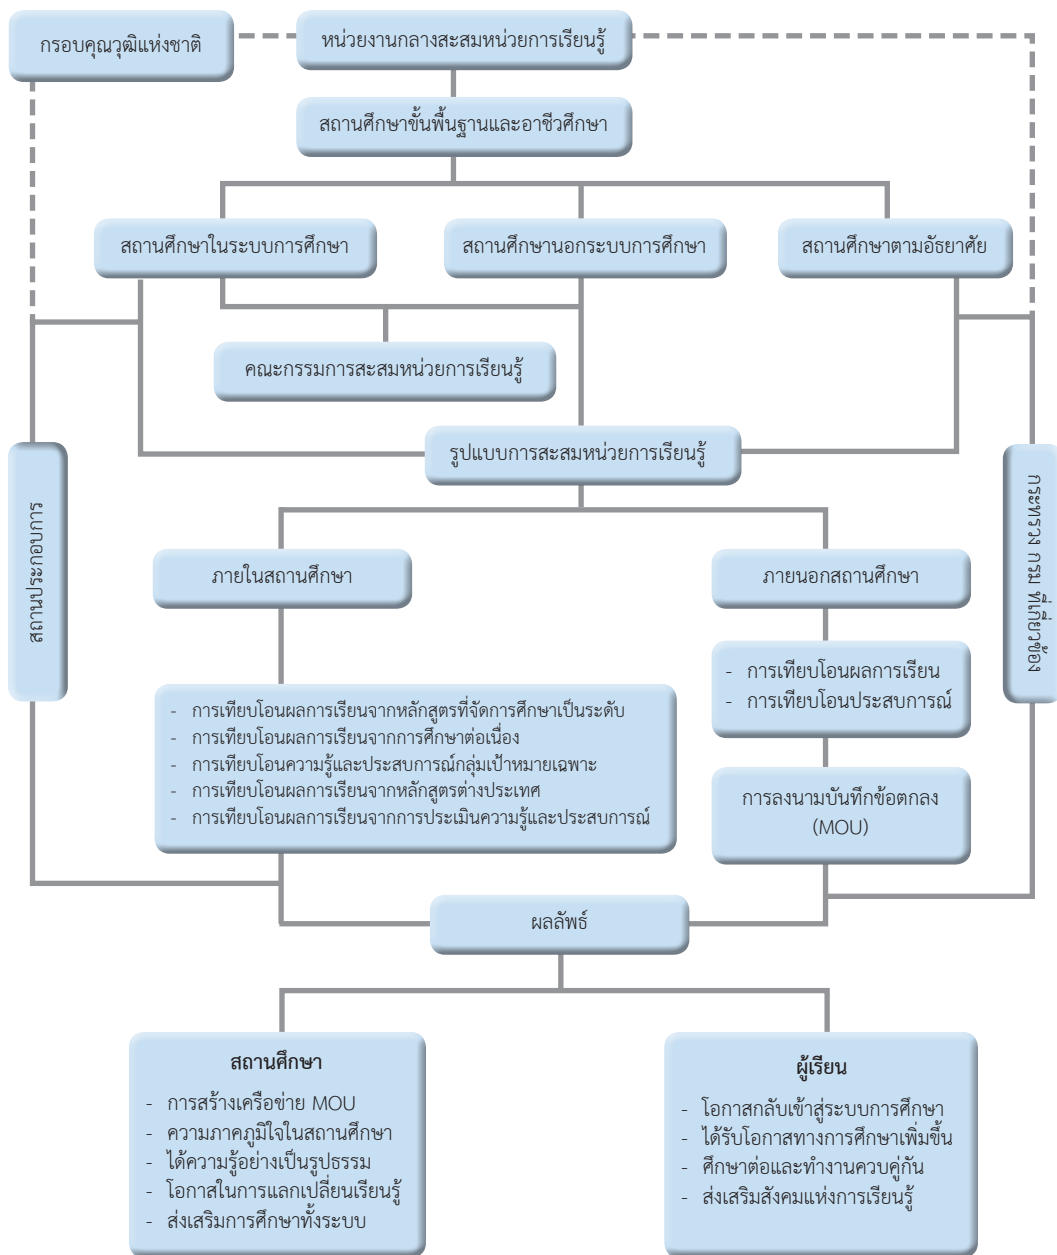 กรอบคุณวุฒิแห่งชาติ
หน่วยงานกลางสะสมหน่วยการเรียนรู้
สถานศึกษาขั้นพื้นฐานและอาชีวศึกษา
สถานศึกษาในระบบการศึกษา
สถานศึกษานอกระบบการศึกษา
สถานศึกษาตามอัธยาศัย
คณะกรรมการสะสมหน่วยการเรียนรู้
รูปแบบการสะสมหน่วยการเรียนรู้
สถานประกอบการ
กระทรวง กรม ที่เกี่ยวข้อง
ภายในสถานศึกษา
ภายนอกสถานศึกษา
- การเทียบโอนผลการเรียน
- การเทียบโอนประสบการณ์
- การเทียบโอนผลการเรียนจากหลักสูตรที่จัดการศึกษาเป็นระดับ
- การเทียบโอนผลการเรียนจากการศึกษาต่อเนื่อง
- การเทียบโอนความรู้และประสบการณ์กลุ่มเป้าหมายเฉพาะ
- การเทียบโอนผลการเรียนจากหลักสูตรต่างประเทศ
- การเทียบโอนผลการเรียนจากการประเมินความรู้และประสบการณ์
การลงนามบันทึกข้อตกลง
(MOU)
ผลลัพธ์
สถานศึกษา
- การสร้างเครือข่าย MOU
- ความภาคภูมิใจในสถานศึกษา
- ได้ความรู้อย่างเป็นรูปธรรม
- โอกาสในการแลกเปลี่ยนเรียนรู้
- ส่งเสริมการศึกษาทั้งระบบ
ผู้เรียน
- โอกาสกลับเข้าสู่ระบบการศึกษา
- ได้รับโอกาสทางการศึกษาเพิ่มขึ้น
- ศึกษาต่อและทำงานควบคู่กัน
- ส่งเสริมสังคมแห่งการเรียนรู้